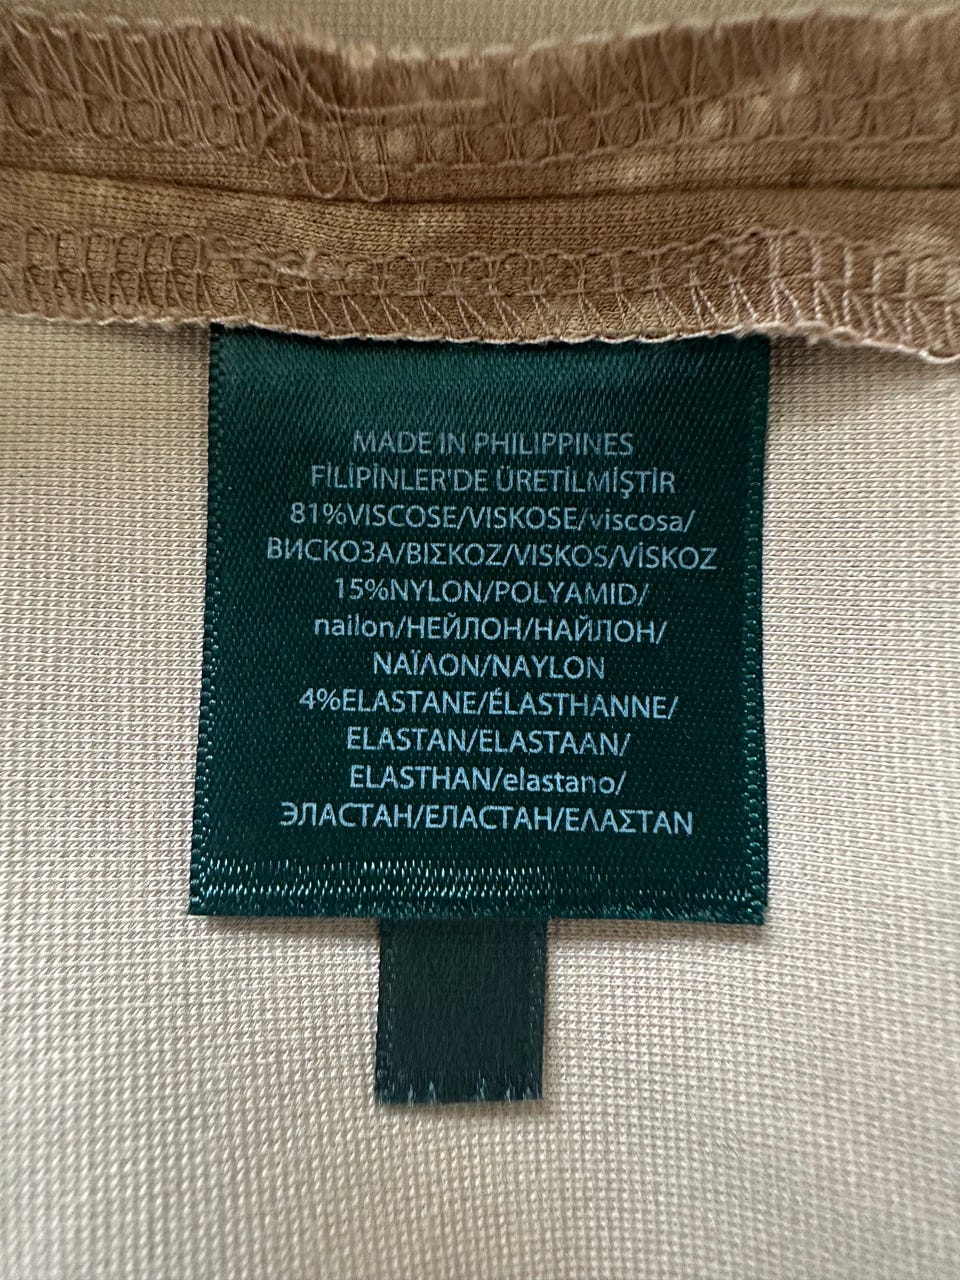 MADE IN PHILIPPINES
FİLİPİNLER'DE ÜRETİLMİŞTİR
81%VISCOSE/VISKOSE/viscosa/
ВИСКОЗА/ΒΙΣΚΟΖ/VISKOS/VİSKOZ
15%NYLON/POLYAMID/
nailon/НЕЙЛОН/НАЙЛОН/
ΝΑΪΛΟΝ/NAYLON
4%ELASTANE/ÉLASTHANNE/
ELASTAN/ELASTAAN/
ELASTHAN/elastano/
ЭЛАСТАН/ЕЛАСТАН/ΕΛΑΣΤΑΝ